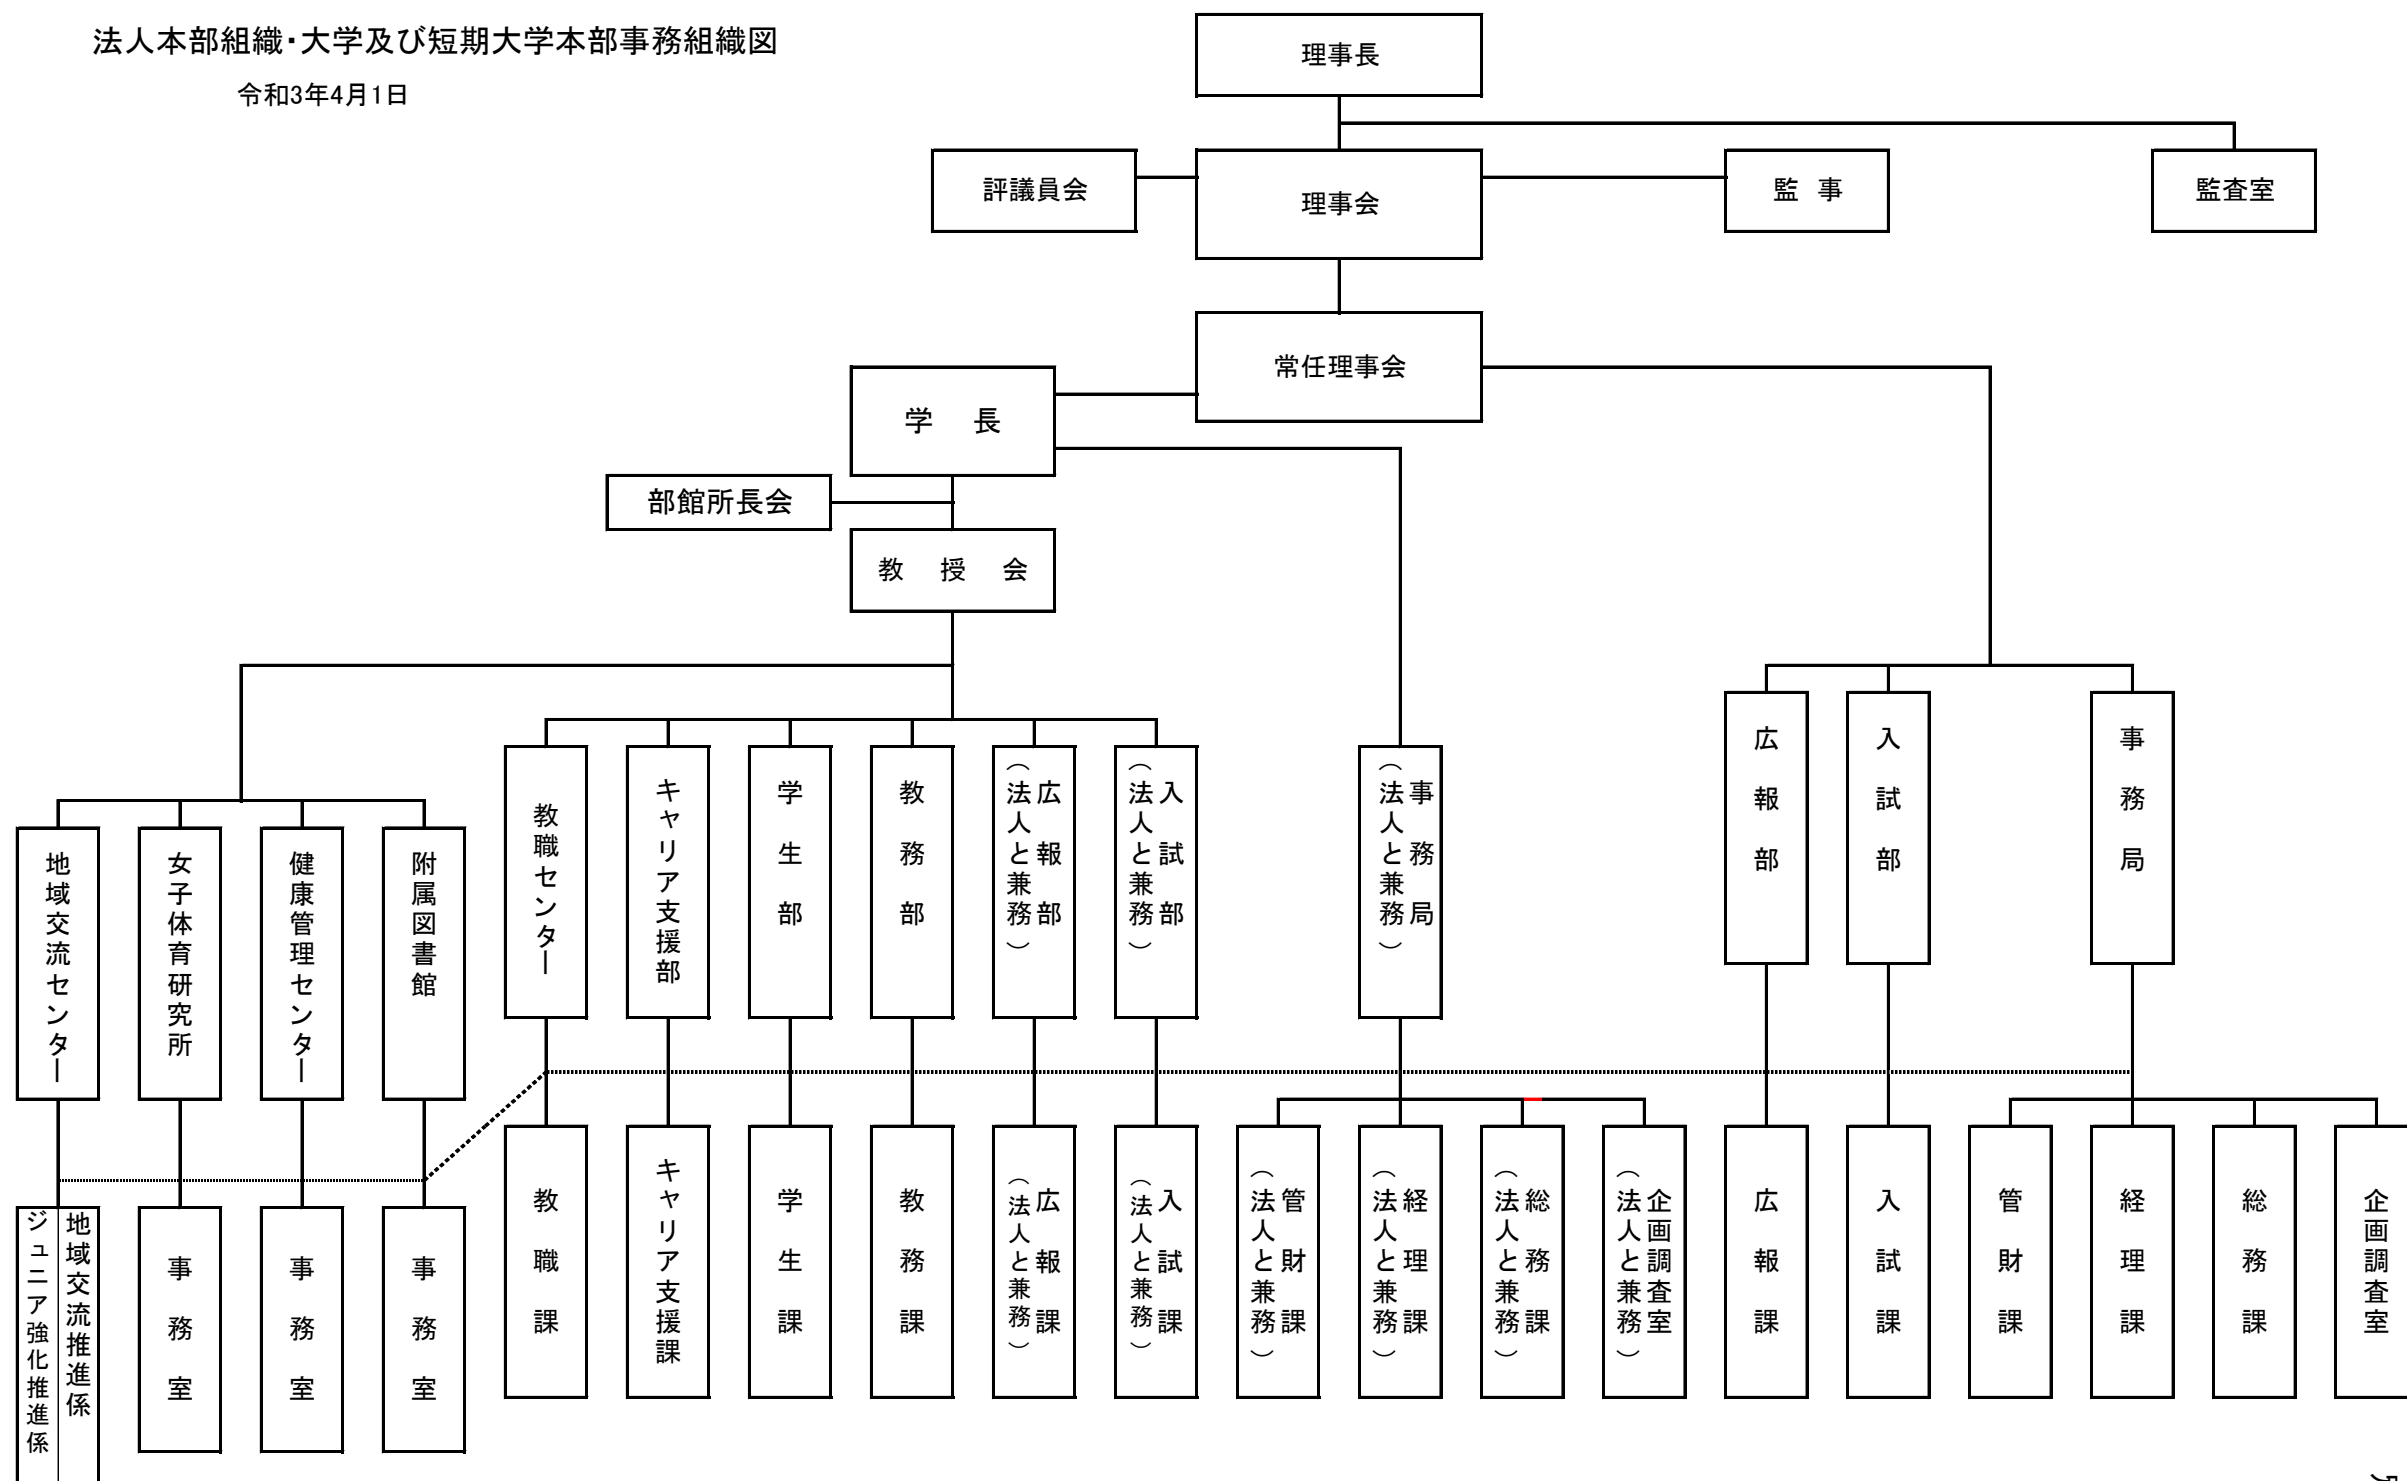 法人本部組織・大学及び短期大学本部事務組織図
令和3年4月1日
理事長
評議員会
理事会
監 事
監査室
常任理事会
学 長
部館所長会
教 授 会
広報部
入試部
事務局
教職センター
キャリア支援部
学生部
教務部
広報部
（法人と兼務）
入試部
（法人と兼務）
事務局
（法人と兼務）
地域交流センター
女子体育研究所
健康管理センター
附属図書館
教職課
キャリア支援課
学生課
教務課
広報課
（法人と兼務）
入試課
（法人と兼務）
管財課
（法人と兼務）
経理課
（法人と兼務）
総務課
（法人と兼務）
企画調査室
（法人と兼務）
広報課
入試課
管財課
経理課
総務課
企画調査室
地域交流推進係
ジュニア強化推進係
事務室
事務室
事務室